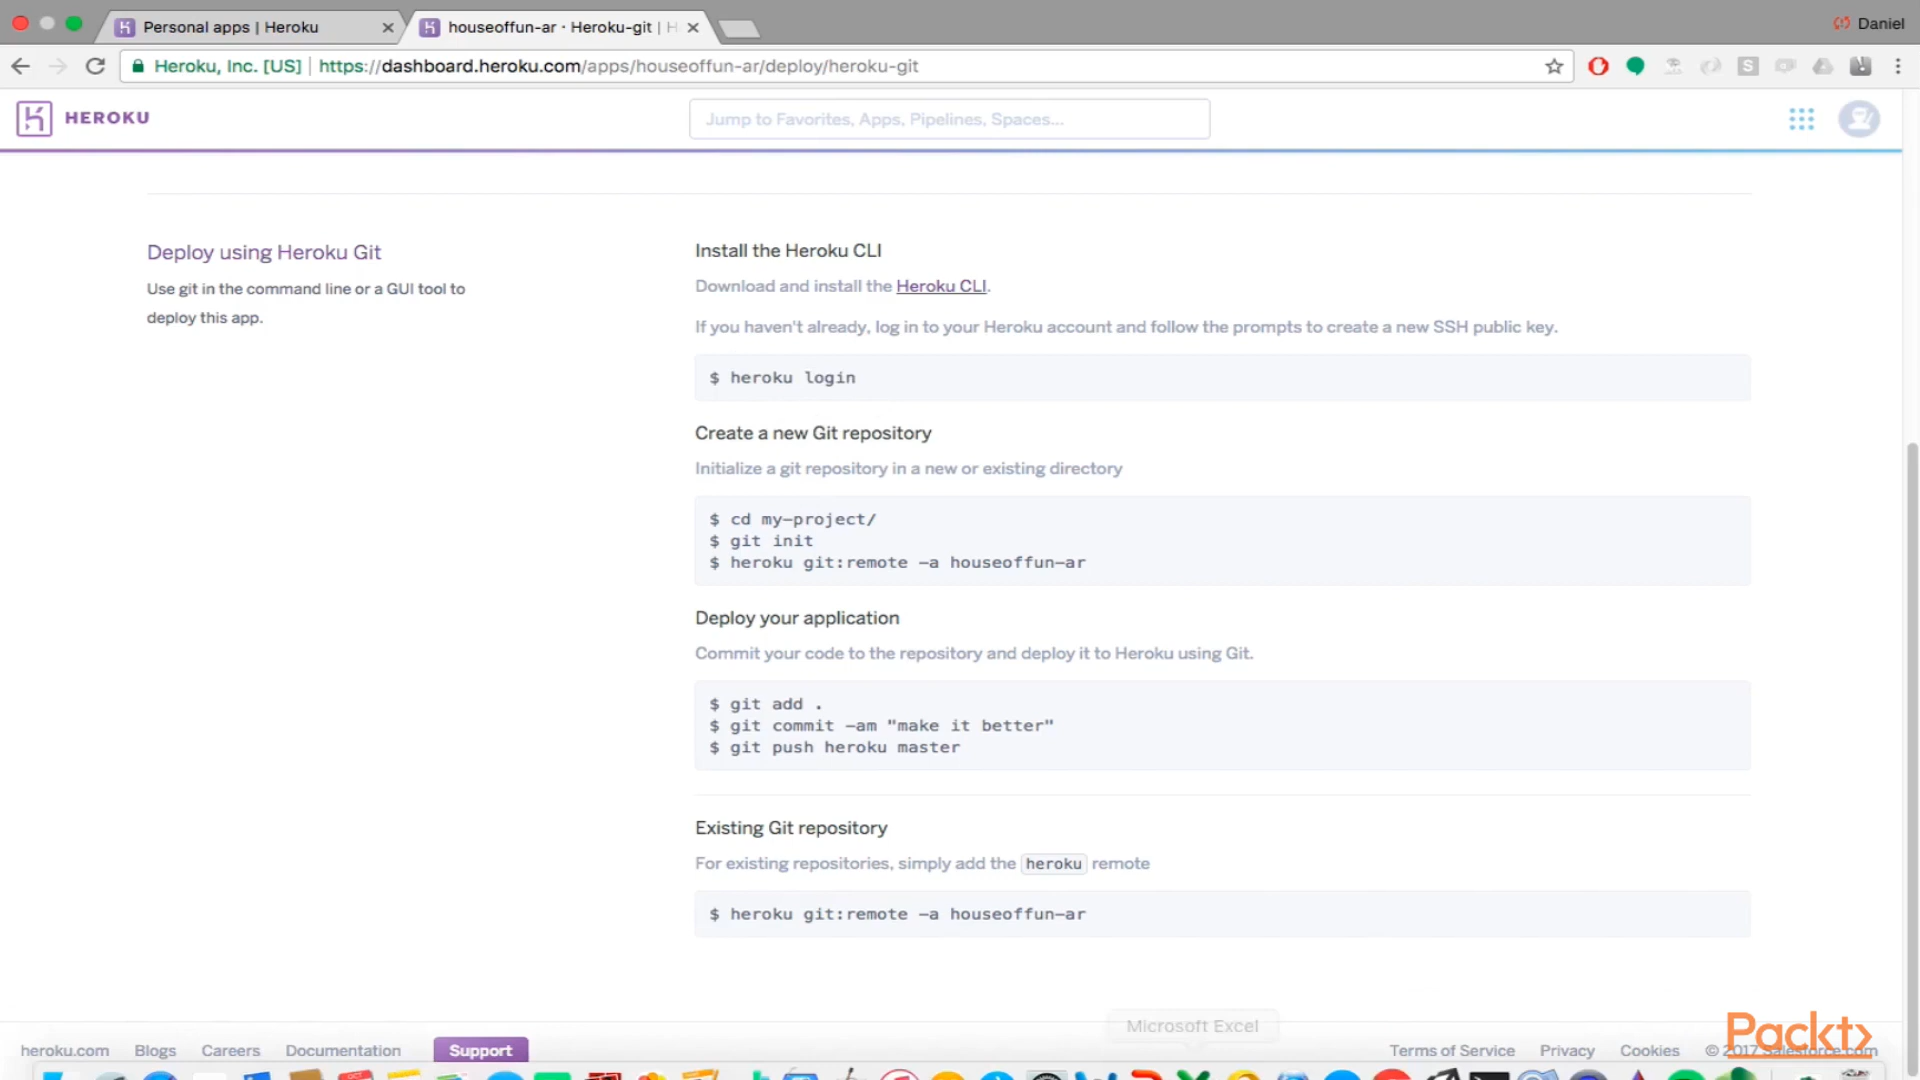 Personal apps | Heroku
houseoffun-ar · Heroku-git | H
Daniel
Heroku, Inc. [US] | https://dashboard.heroku.com/apps/houseoffun-ar/deploy/heroku-git
HEROKU
Jump to Favorites, Apps, Pipelines, Spaces...
Deploy using Heroku Git
Use git in the command line or a GUI tool to
deploy this app.
Install the Heroku CLI
Download and install the Heroku CLI.
If you haven't already, log in to your Heroku account and follow the prompts to create a new SSH public key.
$ heroku login
Create a new Git repository
Initialize a git repository in a new or existing directory
$ cd my-project/
$ git init
$ heroku git:remote -a houseoffun-ar
Deploy your application
Commit your code to the repository and deploy it to Heroku using Git.
$ git add .
$ git commit -am "make it better"
$ git push heroku master
Existing Git repository
For existing repositories, simply add the heroku remote
$ heroku git:remote -a houseoffun-ar
Microsoft Excel
heroku.com Blogs Careers Documentation Support
Terms of Service Privacy Cookies © 2017 Salesforce.com
Packt>